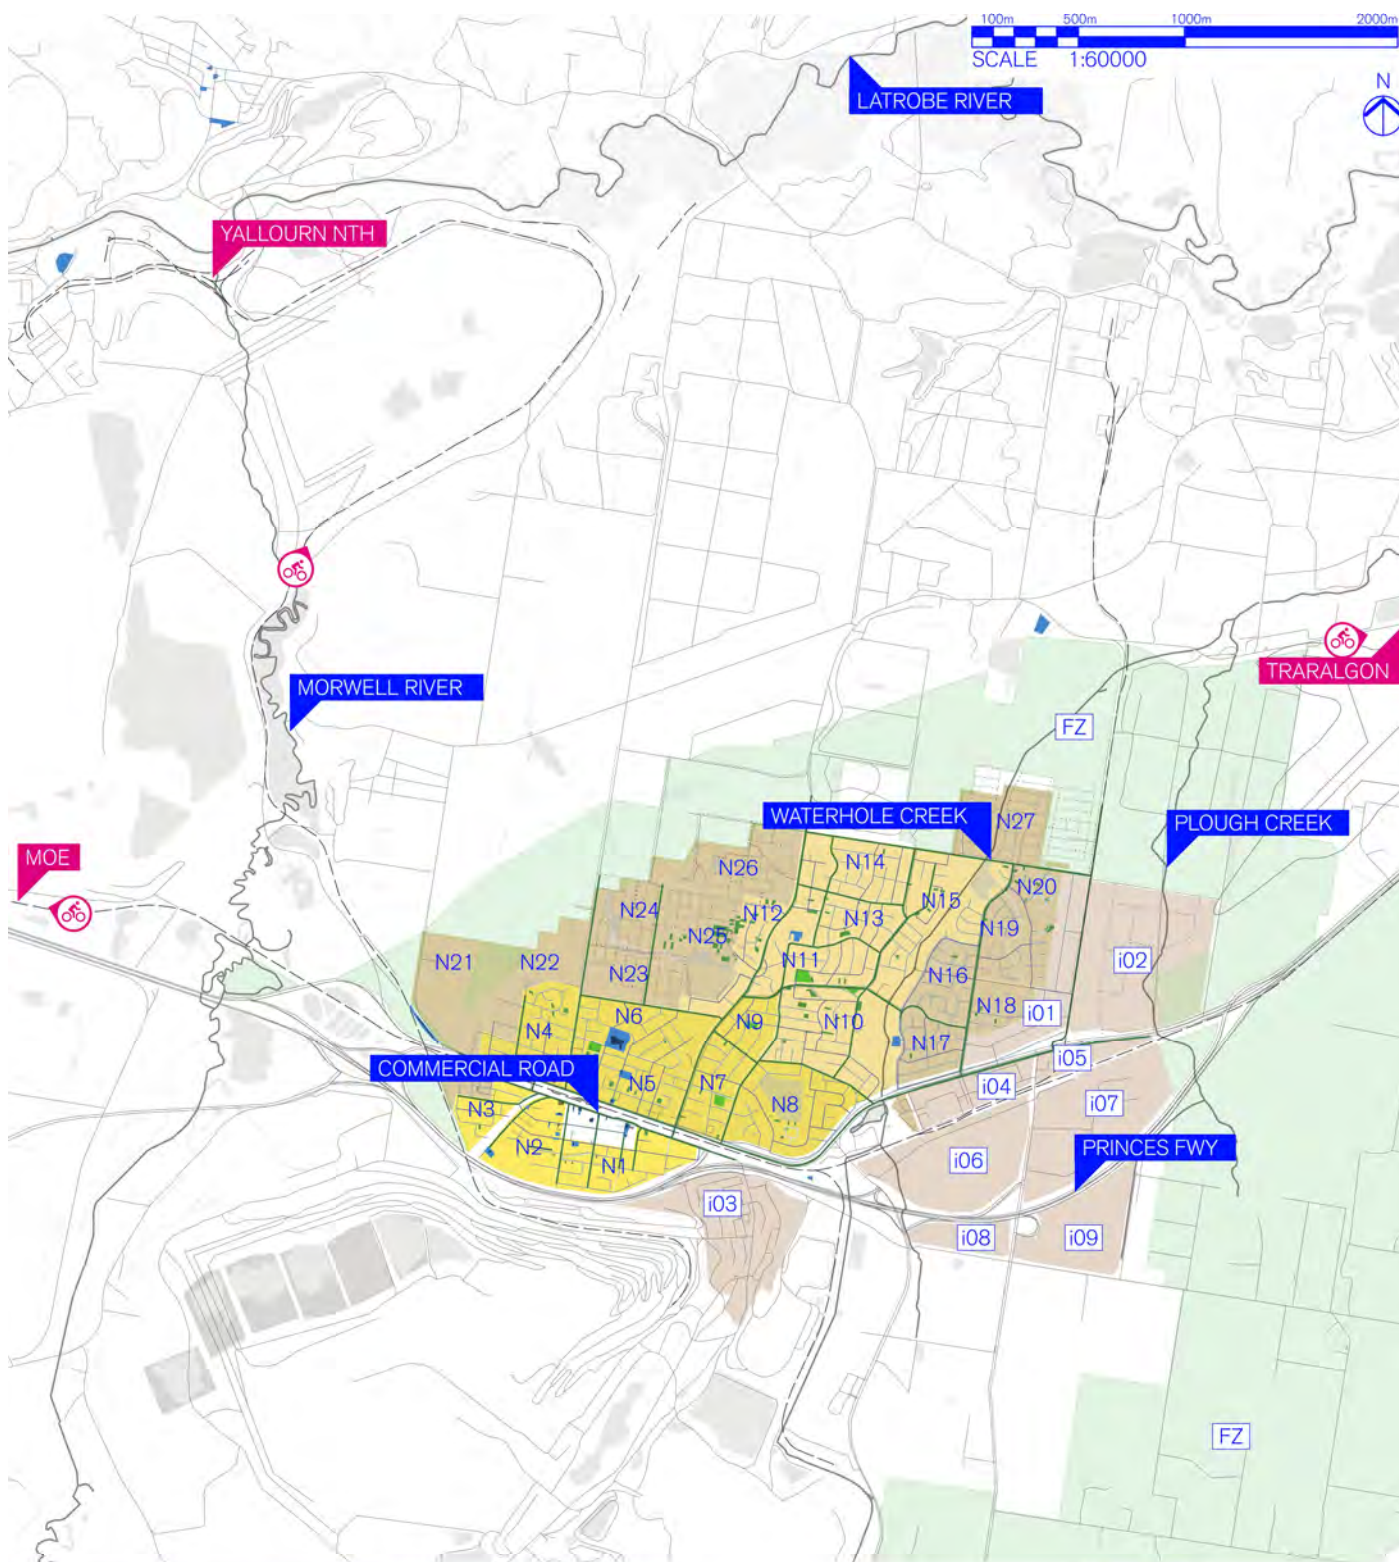 100m 500m 1000m 2000m
SCALE 1:60000
N
LATROBE RIVER
YALLOURN NTH
TRARALGON
MORWELL RIVER
FZ
WATERHOLE CREEK
N27
PLOUGH CREEK
MOE
N14
N26
N20
N15
N24
N12
N13
N19
N25
N11
N21
N22
N23
N16
i02
N18
i01
N6
N9
N10
N4
N17
i05
COMMERCIAL ROAD
N5
N7
i04
N8
i07
N3
N2
PRINCES FWY
i06
N1
i03
i08
i09
FZ